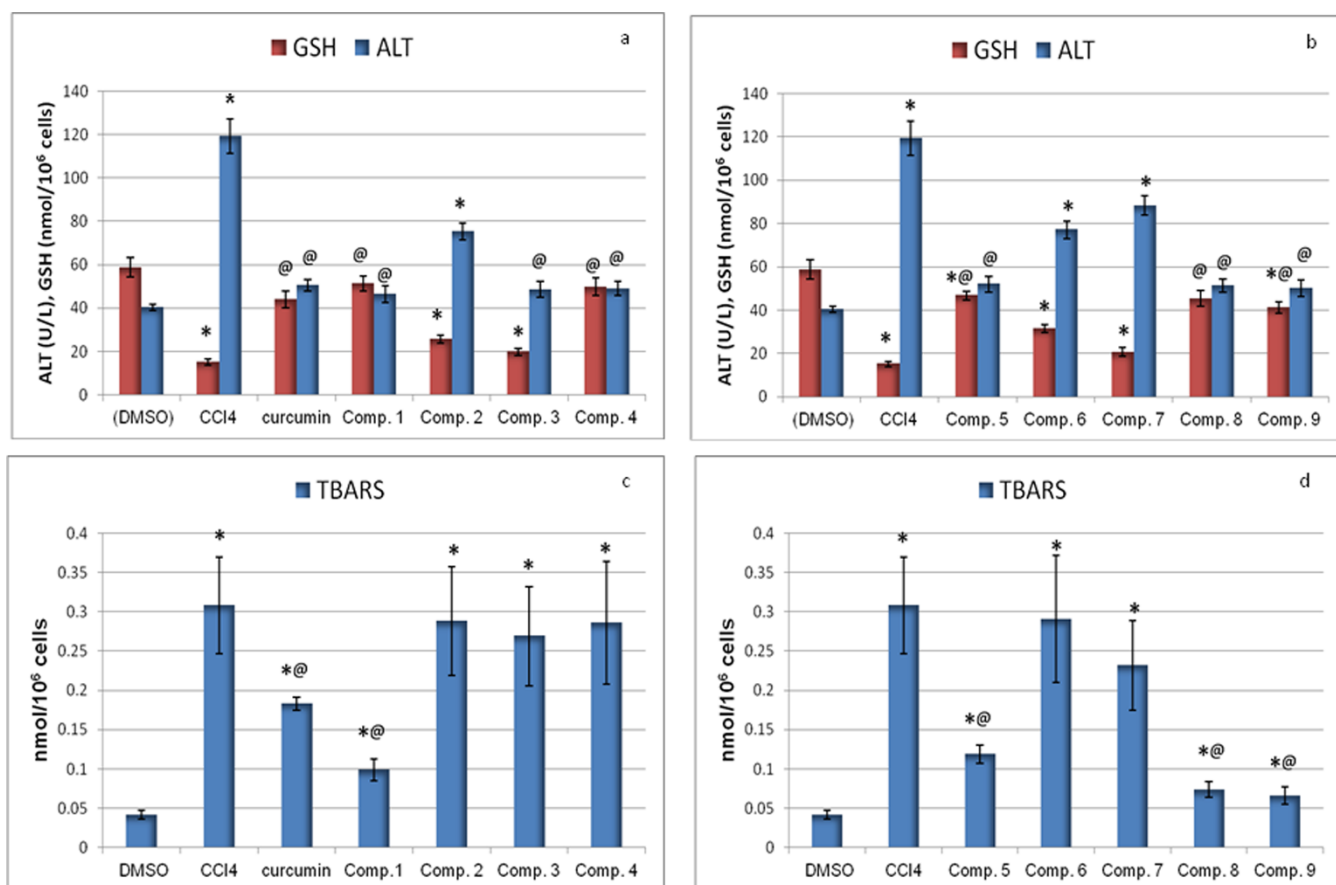 GSH ALT a
ALT (U/L), GSH (nmol/10⁶ cells)
140
120
100
80
60
40
20
0
* * @ @ @ @ * * * @ @ @
(DMSO) CCl4 curcumin Comp. 1 Comp. 2 Comp. 3 Comp. 4
GSH ALT b
ALT (U/L), GSH (nmol/10⁶ cells)
140
120
100
80
60
40
20
0
* * *@ @ * * * * @ @ *@ @
(DMSO) CCl4 Comp. 5 Comp. 6 Comp. 7 Comp. 8 Comp. 9
TBARS c
nmol/10⁶ cells
0.4
0.35
0.3
0.25
0.2
0.15
0.1
0.05
0
* *@ *@ * * *
DMSO CCl4 curcumin Comp.1 Comp. 2 Comp. 3 Comp. 4
TBARS d
nmol/10⁶ cells
0.4
0.35
0.3
0.25
0.2
0.15
0.1
0.05
0
* *@ * * *@ *@
DMSO CCl4 Comp. 5 Comp. 6 Comp. 7 Comp. 8 Comp. 9